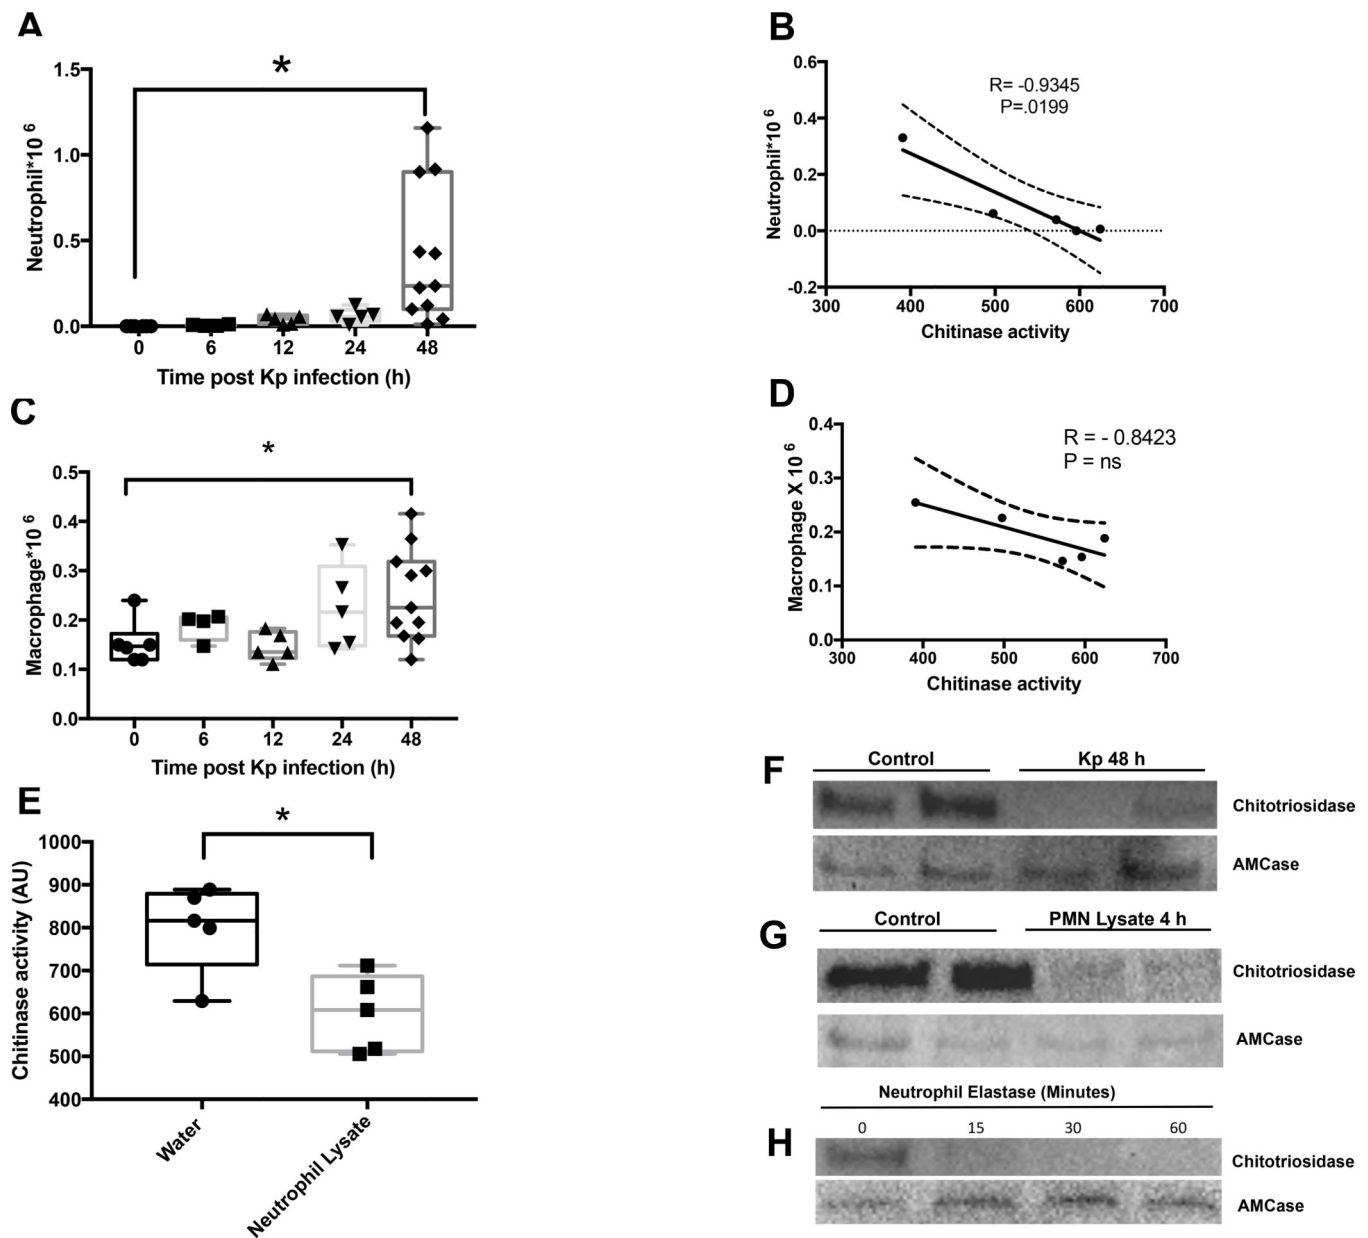 A
*
Neutrophil*10 6
1.5
1.0
0.5
0.0
0 6 12 24 48
Time post Kp infection (h)
B
R= -0.9345
P=.0199
Neutrophil*10 6
0.6
0.4
0.2
0.0
-0.2
300 400 500 600 700
Chitinase activity
C
*
Macrophage*10 6
0.5
0.4
0.3
0.2
0.1
0.0
0 6 12 24 48
Time post Kp infection (h)
D
R = - 0.8423
P = ns
Macrophage X 10 6
0.4
0.3
0.2
0.1
0.0
300 400 500 600 700
Chitinase activity
E
*
Chitinase activity (AU)
1000
900
800
700
600
500
400
Water
Neutrophil Lysate
F
Control Kp 48 h
Chitotriosidase
AMCase
G
Control PMN Lysate 4 h
Chitotriosidase
AMCase
H
Neutrophil Elastase (Minutes)
0 15 30 60
Chitotriosidase
AMCase